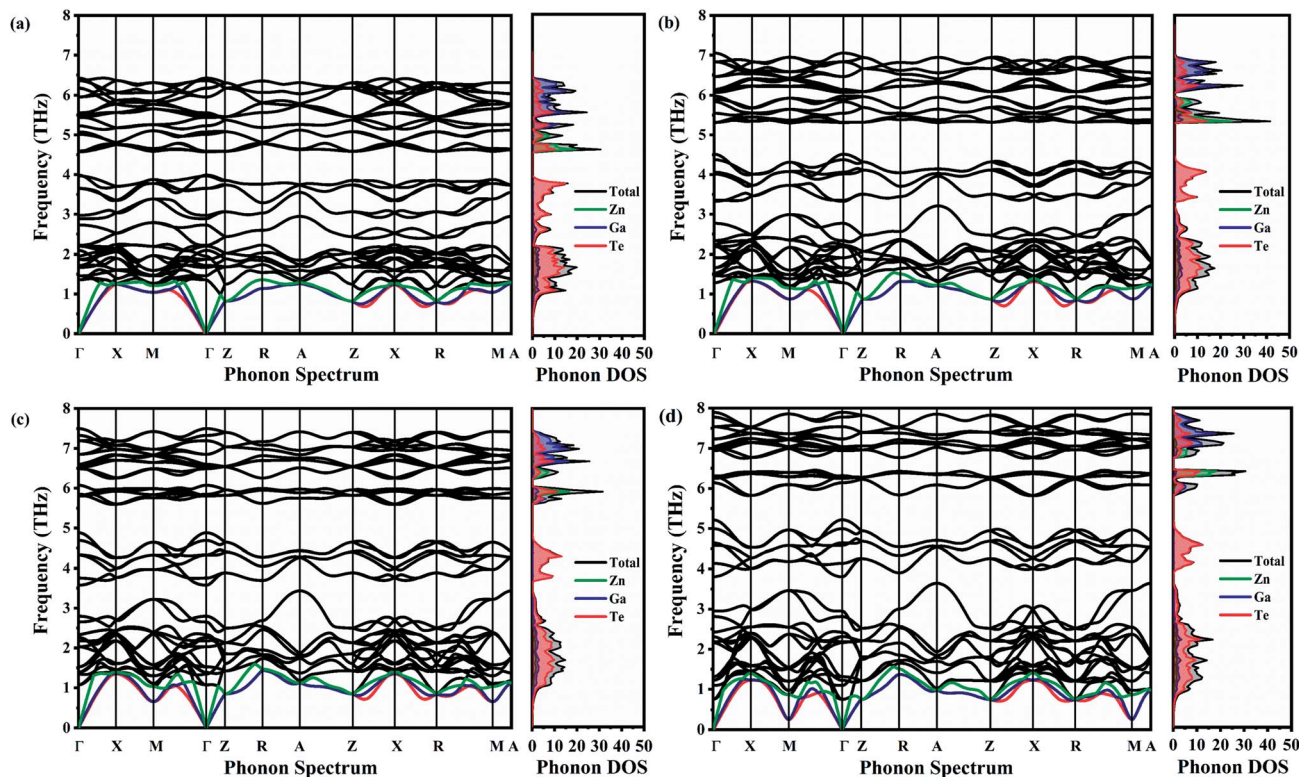 (a)
8
7
6
5
4
3
2
1
0
Frequency (THz)
Γ X M Γ Z R A Z X R M A
Phonon Spectrum
Total
Zn
Ga
Te
0 10 20 30 40 50
Phonon DOS
(b)
8
7
6
5
4
3
2
1
0
Frequency (THz)
Γ X M Γ Z R A Z X R M A
Phonon Spectrum
Total
Zn
Ga
Te
0 10 20 30 40 50
Phonon DOS
(c)
8
7
6
5
4
3
2
1
0
Frequency (THz)
Γ X M Γ Z R A Z X R M A
Phonon Spectrum
Total
Zn
Ga
Te
0 10 20 30 40 50
Phonon DOS
(d)
8
7
6
5
4
3
2
1
0
Frequency (THz)
Γ X M Γ Z R A Z X R M A
Phonon Spectrum
Total
Zn
Ga
Te
0 10 20 30 40 50
Phonon DOS